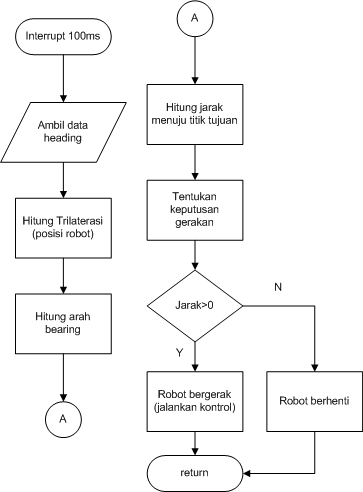 Interrupt 100ms
Ambil data
heading
Hitung Trilaterasi
(posisi robot)
Hitung arah
bearing
A
A
Hitung jarak
menuju titik tujuan
Tentukan
keputusan
gerakan
Jarak>0
N
Y
Robot bergerak
(jalankan kontrol)
Robot berhenti
return